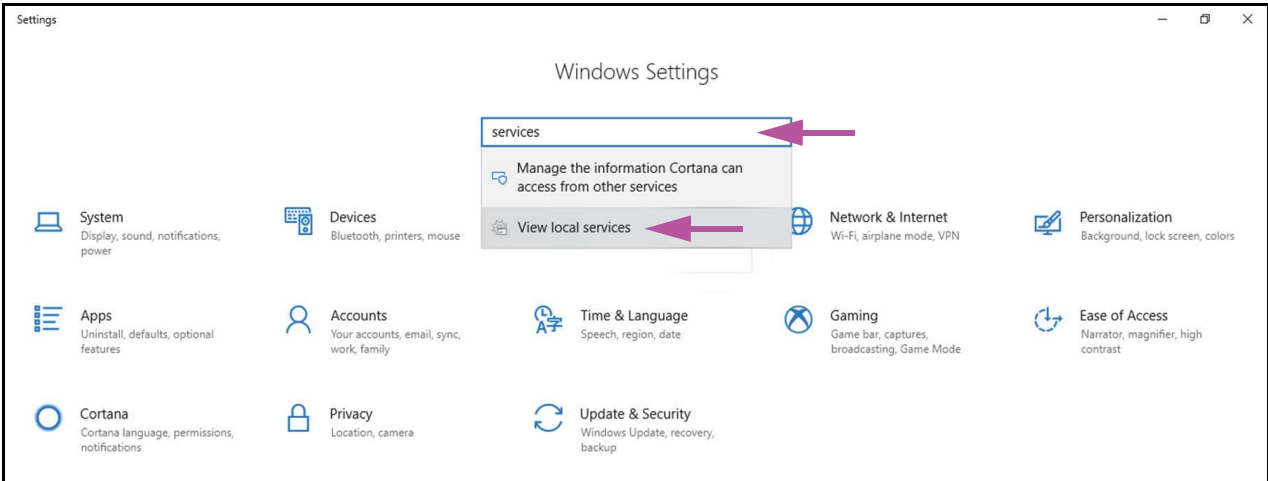 Settings
Windows Settings
services
Manage the information Cortana can
access from other services
View local services
System
Display, sound, notifications,
power
Devices
Bluetooth, printers, mouse
Network & Internet
Wi-Fi, airplane mode, VPN
Personalization
Background, lock screen, colors
Apps
Uninstall, defaults, optional
features
Accounts
Your accounts, email, sync,
work, family
Time & Language
Speech, region, date
Gaming
Game bar, captures,
broadcasting, Game Mode
Ease of Access
Narrator, magnifier, high
contrast
Cortana
Cortana language, permissions,
notifications
Privacy
Location, camera
Update & Security
Windows Update, recovery,
backup